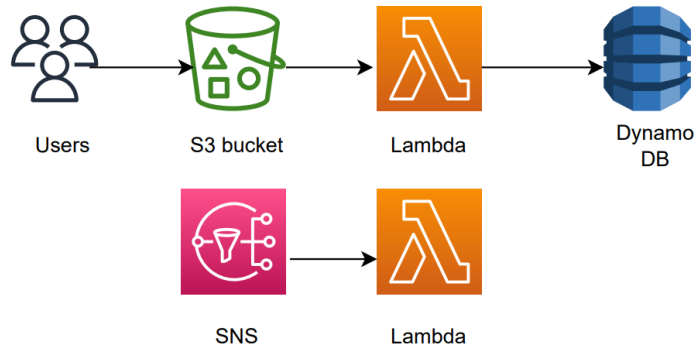 Users
S3 bucket
Lambda
Dynamo
DB
SNS
Lambda